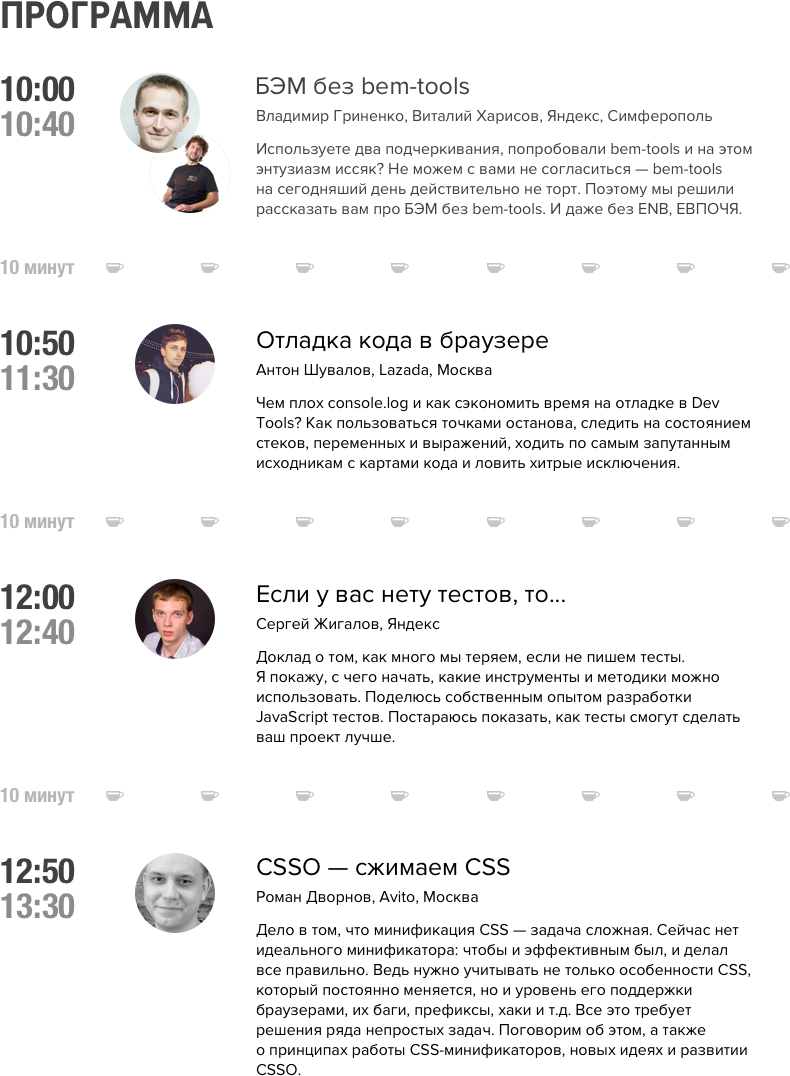 ПРОГРАММА
10:00
10:40
БЭМ без bem-tools
Владимир Гриненко, Виталий Харисов, Яндекс, Симферополь
Используете два подчеркивания, попробовали bem-tools и на этом
энтузиазм иссяк? Не можем с вами не согласиться — bem-tools
на сегодняший день действительно не торт. Поэтому мы решили
рассказать вам про БЭМ без bem-tools. И даже без ENB, ЕВПОЧЯ.
10 минут
10:50
11:30
Отладка кода в браузере
Антон Шувалов, Lazada, Москва
Чем плох console.log и как сэкономить время на отладке в Dev
Tools? Как пользоваться точками останова, следить на состоянием
стеков, переменных и выражений, ходить по самым запутанным
исходникам с картами кода и ловить хитрые исключения.
10 минут
12:00
12:40
Если у вас нету тестов, то...
Сергей Жигалов, Яндекс
Доклад о том, как много мы теряем, если не пишем тесты.
Я покажу, с чего начать, какие инструменты и методики можно
использовать. Поделюсь собственным опытом разработки
JavaScript тестов. Постараюсь показать, как тесты смогут сделать
ваш проект лучше.
10 минут
12:50
13:30
CSSO — сжимаем CSS
Роман Дворнов, Avito, Москва
Дело в том, что минификация CSS — задача сложная. Сейчас нет
идеального минификатора: чтобы и эффективным был, и делал
все правильно. Ведь нужно учитывать не только особенности CSS,
который постоянно меняется, но и уровень его поддержки
браузерами, их баги, префиксы, хаки и т.д. Все это требует
решения ряда непростых задач. Поговорим об этом, а также
о принципах работы CSS-минификаторов, новых идеях и развитии
CSSO.